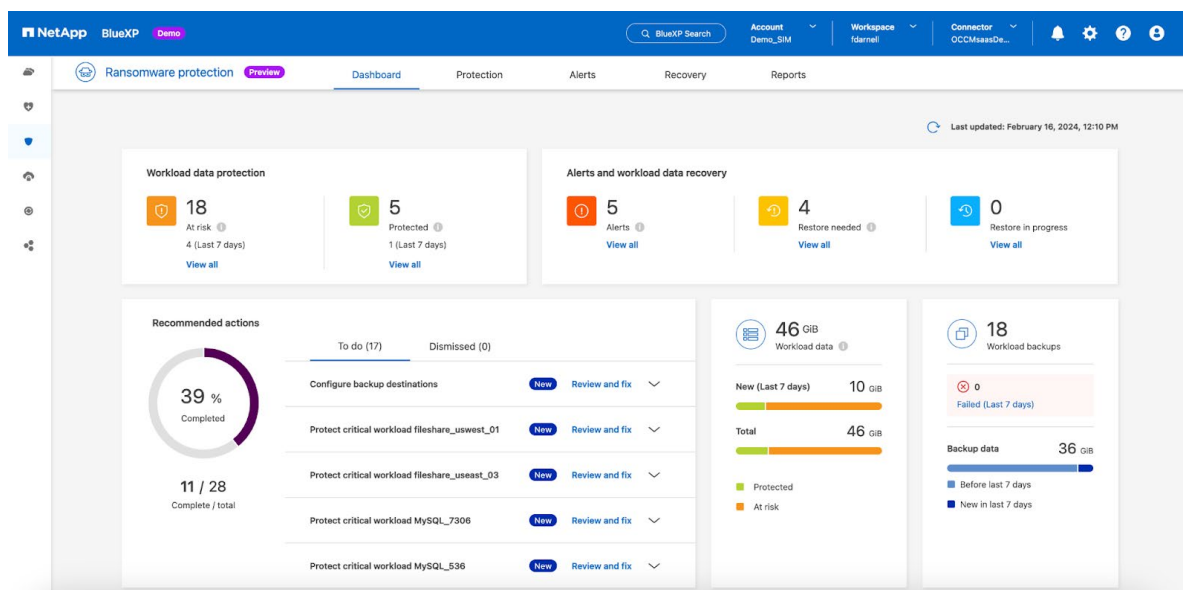 NetApp BlueXP Demo
BlueXP Search
Account
Demo_SIM
Workspace
fdarnell
Connector
OCCMsaasDe...
Ransomware protection Preview
Dashboard Protection Alerts Recovery Reports
Last updated: February 16, 2024, 12:10 PM
Workload data protection
18
At risk
4 (Last 7 days)
View all
5
Protected
1 (Last 7 days)
View all
Alerts and workload data recovery
5
Alerts
View all
4
Restore needed
View all
0
Restore in progress
View all
Recommended actions
39 %
Completed
11 / 28
Complete / total
To do (17) Dismissed (0)
Configure backup destinations New Review and fix
Protect critical workload fileshare_uswest_01 New Review and fix
Protect critical workload fileshare_useast_03 New Review and fix
Protect critical workload MySQL_7306 New Review and fix
Protect critical workload MySQL_536 New Review and fix
46 GiB
Workload data
New (Last 7 days) 10 GiB
Total 46 GiB
Protected
At risk
18
Workload backups
0
Failed (Last 7 days)
Backup data 36 GiB
Before last 7 days
New in last 7 days